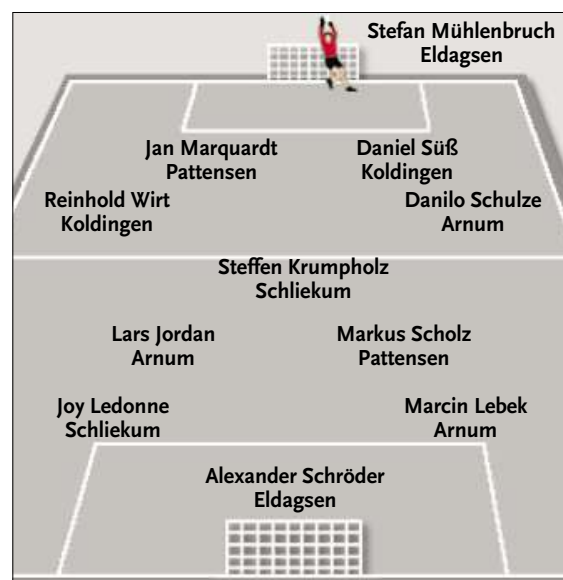 Stefan Mühlenbruch
Eldagsen
Jan Marquardt
Pattensen
Daniel Süß
Koldingen
Reinhold Wirt
Koldingen
Danilo Schulze
Arnum
Steffen Krumpholz
Schliekum
Lars Jordan
Arnum
Markus Scholz
Pattensen
Joy Ledonne
Schliekum
Marcin Lebek
Arnum
Alexander Schröder
Eldagsen